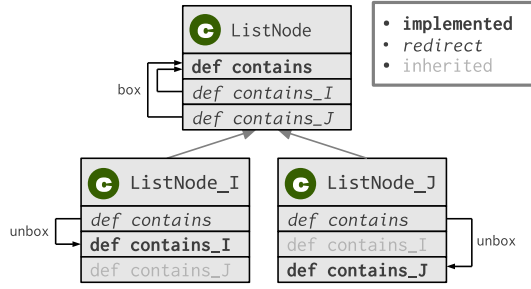 C ListNode
def contains
def contains_I
def contains_J
box
• implemented
• redirect
• inherited
C ListNode_I
def contains
def contains_I
def contains_J
unbox
C ListNode_J
def contains
def contains_I
def contains_J
unbox